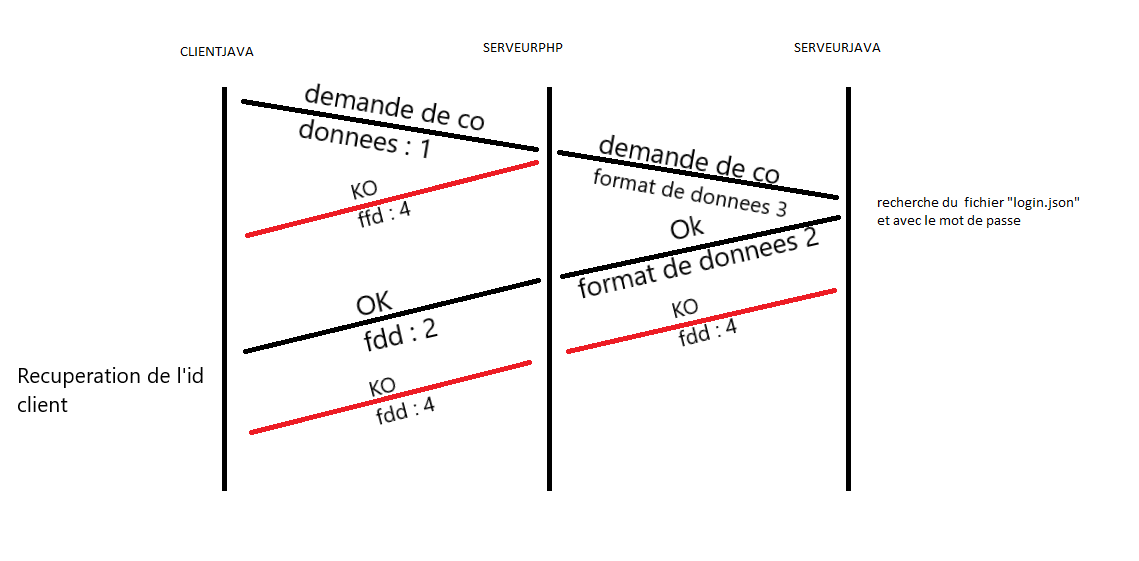 CLIENTJAVA
SERVEURPHP
SERVEURJAVA
demande de co
donnees : 1
demande de co
format de donnees 3
KO
ffd : 4
recherche du fichier "login.json"
et avec le mot de passe
Ok
format de donnees 2
OK
fdd : 2
KO
fdd : 4
Recuperation de l'id
client
KO
fdd : 4